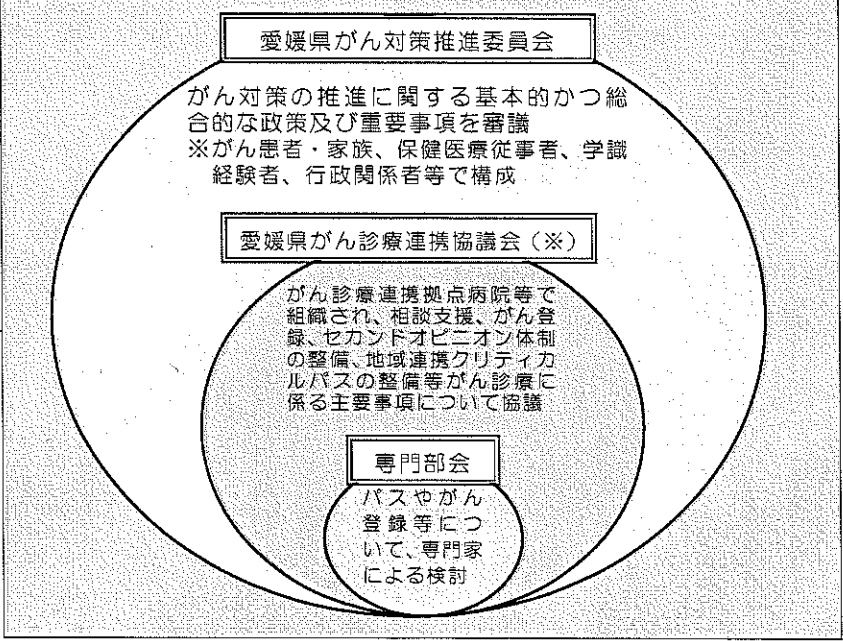 愛媛県がん対策推進委員会
がん対策の推進に関する基本的かつ総
合的な政策及び重要事項を審議
※がん患者・家族、保健医療従事者、学識
経験者、行政関係者等で構成
愛媛県がん診療連携協議会（※）
がん診療連携拠点病院等で
組織され、相談支援、がん登
録、セカンドオピニオン体制
の整備、地域連携クリティカ
ルパスの整備等がん診療に
係る主要事項について協議
専門部会
パスやがん
登録等につ
いて、専門家
による検討